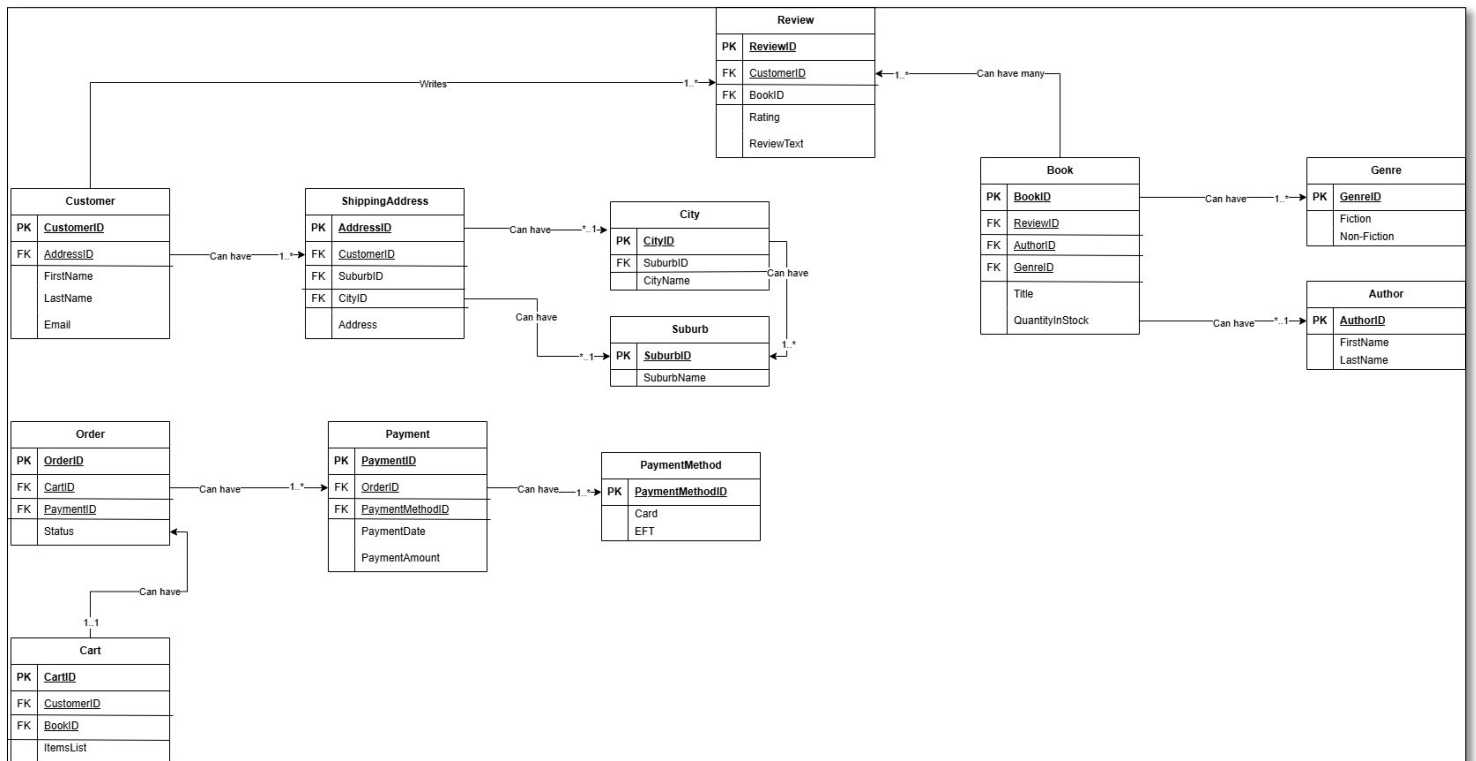 Review
PK ReviewID
FK CustomerID
FK BookID
Rating
ReviewText
Writes
1..*
1..*
Can have many
Customer
PK CustomerID
FK AddressID
FirstName
LastName
Email
Can have
1..*
ShippingAddress
PK AddressID
FK CustomerID
FK SuburbID
FK CityID
Address
Can have
*..1
Can have
*..1
City
PK CityID
FK SuburbID
CityName
Can have
1..*
Suburb
PK SuburbID
SuburbName
Book
PK BookID
FK ReviewID
FK AuthorID
FK GenreID
Title
QuantityInStock
Can have
1..*
Can have
*..1
Genre
PK GenreID
Fiction
Non-Fiction
Author
PK AuthorID
FirstName
LastName
Order
PK OrderID
FK CartID
FK PaymentID
Status
Can have
1..*
Payment
PK PaymentID
FK OrderID
FK PaymentMethodID
PaymentDate
PaymentAmount
Can have
1..*
PaymentMethod
PK PaymentMethodID
Card
EFT
Can have
1..1
Cart
PK CartID
FK CustomerID
FK BookID
ItemsList